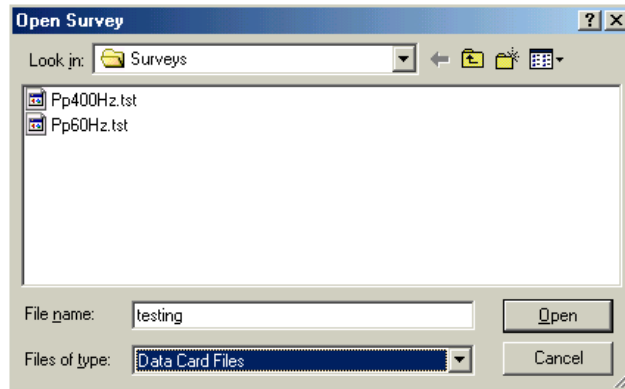 Open Survey
Look in: Surveys
Pp400Hz.tst
Pp60Hz.tst
File name: testing Open
Files of type: Data Card Files Cancel